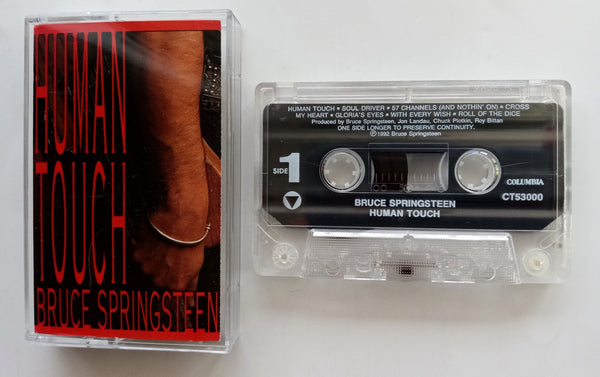 HUMAN
TOUCH
BRUCE SPRINGSTEEN
HUMAN TOUCH • SOUL DRIVER • 57 CHANNELS (AND NOTHIN' ON) • CROSS
MY HEART • GLORIA'S EYES • WITH EVERY WISH • ROLL OF THE DICE
Produced by Bruce Springsteen, Jon Landau, Chuck Plotkin, Roy Bittan
ONE SIDE LONGER TO PRESERVE CONTINUITY.
℗ 1992 Bruce Springsteen
SIDE 1
COLUMBIA
CT53000
BRUCE SPRINGSTEEN
HUMAN TOUCH